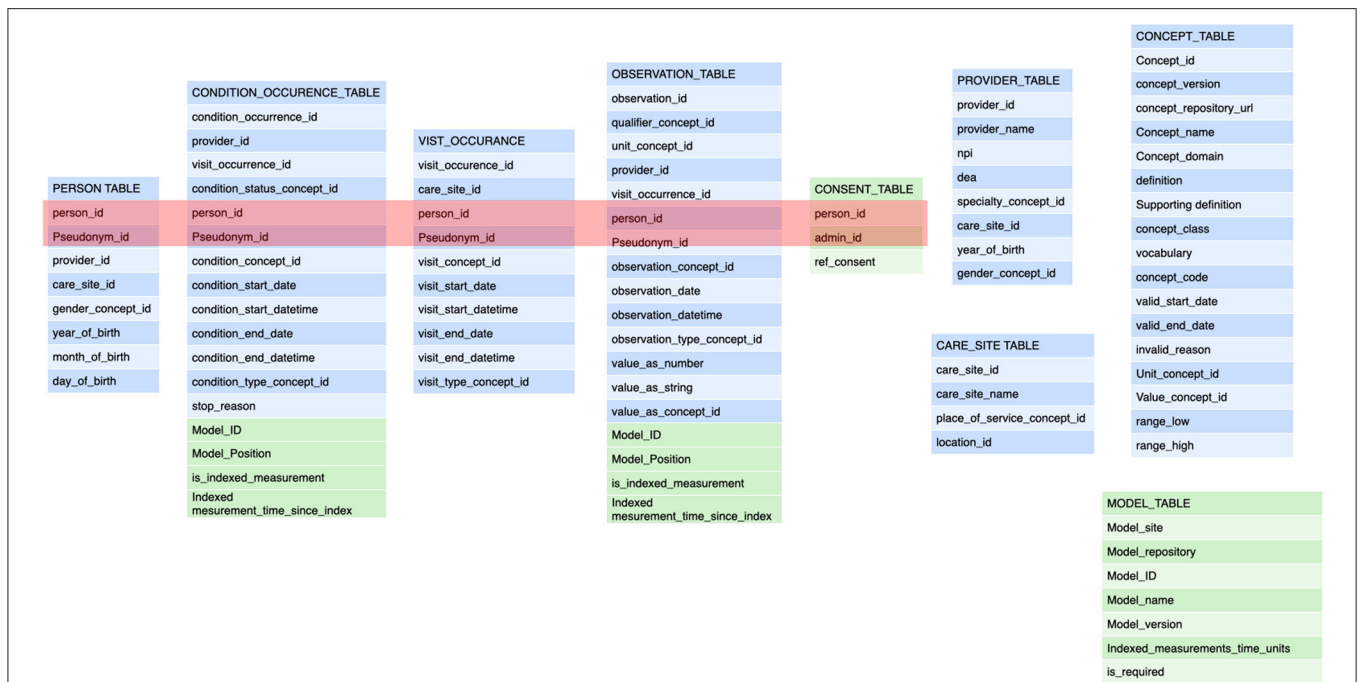 PERSON TABLE
person_id
Pseudonym_id
provider_id
care_site_id
gender_concept_id
year_of_birth
month_of_birth
day_of_birth
CONDITION_OCCURENCE_TABLE
condition_occurrence_id
provider_id
visit_occurrence_id
condition_status_concept_id
person_id
Pseudonym_id
condition_concept_id
condition_start_date
condition_start_datetime
condition_end_date
condition_end_datetime
condition_type_concept_id
stop_reason
Model_ID
Model_Position
is_indexed_measurement
Indexed
mesurement_time_since_index
VIST_OCCURANCE
visit_occurence_id
care_site_id
person_id
Pseudonym_id
visit_concept_id
visit_start_date
visit_start_datetime
visit_end_date
visit_end_datetime
visit_type_concept_id
OBSERVATION_TABLE
observation_id
qualifier_concept_id
unit_concept_id
provider_id
visit_occurrence_id
person_id
Pseudonym_id
observation_concept_id
observation_date
observation_datetime
observation_type_concept_id
value_as_number
value_as_string
value_as_concept_id
Model_ID
Model_Position
is_indexed_measurement
Indexed
mesurement_time_since_index
CONSENT_TABLE
person_id
admin_id
ref_consent
PROVIDER_TABLE
provider_id
provider_name
npi
dea
specialty_concept_id
care_site_id
year_of_birth
gender_concept_id
CARE_SITE TABLE
care_site_id
care_site_name
place_of_service_concept_id
location_id
CONCEPT_TABLE
Concept_id
concept_version
concept_repository_url
Concept_name
Concept_domain
definition
Supporting definition
concept_class
vocabulary
concept_code
valid_start_date
valid_end_date
invalid_reason
Unit_concept_id
Value_concept_id
range_low
range_high
MODEL_TABLE
Model_site
Model_repository
Model_ID
Model_name
Model_version
Indexed_measurements_time_units
is_required